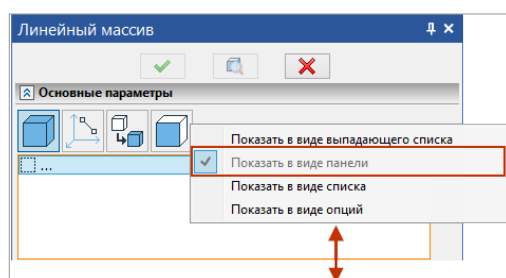 Линейный массив
Основные параметры
Показать в виде выпадающего списка
...
Показать в виде панели
Показать в виде списка
Показать в виде опций